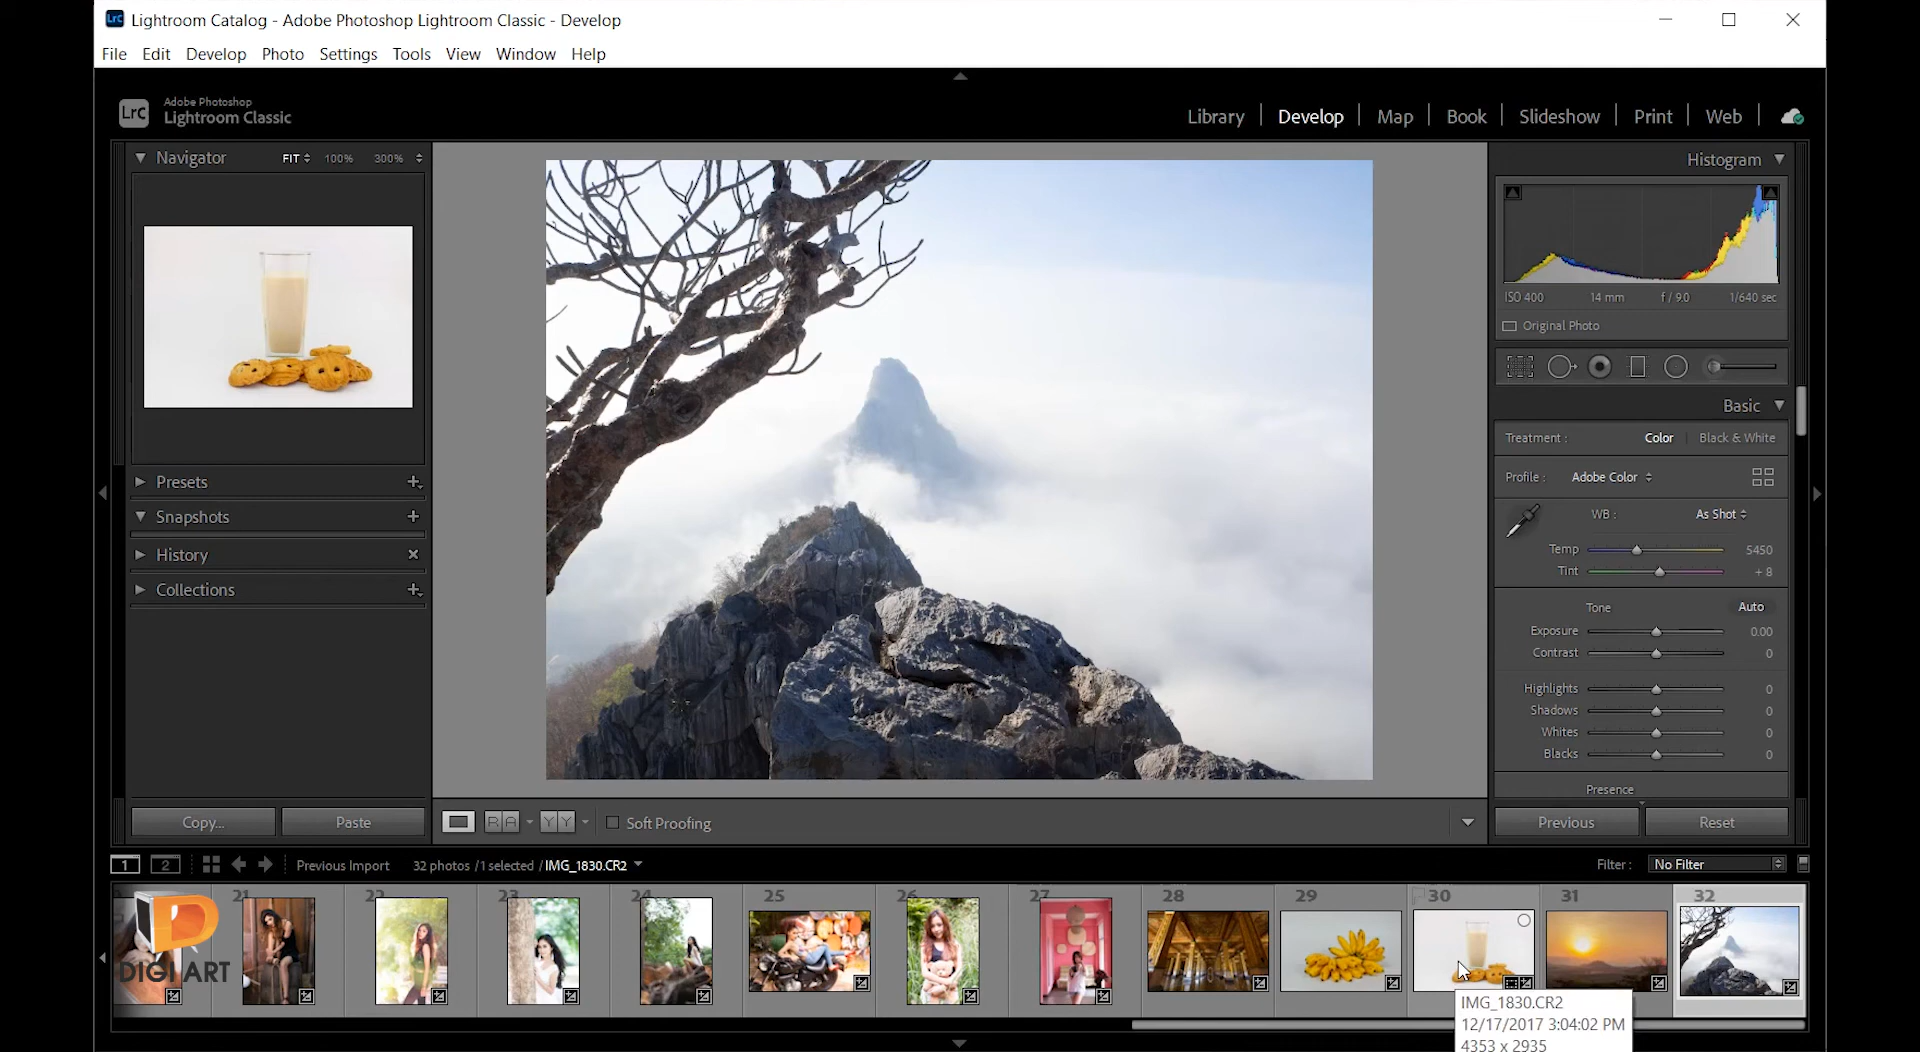 Lightroom Catalog - Adobe Photoshop Lightroom Classic - Develop
File Edit Develop Photo Settings Tools View Window Help
LrC
Adobe Photoshop
Lightroom Classic
Library Develop Map Book Slideshow Print Web
Navigator FIT 100% 300%
Histogram
ISO 400 14 mm f / 9.0 1/640 sec
Original Photo
Basic
Treatment : Color Black & White
Profile : Adobe Color
WB : As Shot
Temp 5450
Tint + 8
Tone Auto
Exposure 0.00
Contrast 0
Highlights 0
Shadows 0
Whites 0
Blacks 0
Presence
Presets
Snapshots
History
Collections
Copy... Paste
R A Y Y Soft Proofing
Previous Reset
1 2 Previous Import 32 photos / 1 selected / IMG_1830.CR2
Filter : No Filter
21 22 23 24 25 26 27 28 29 30 31 32
DIGI ART
IMG_1830.CR2
12/17/2017 3:04:02 PM
4353 x 2935